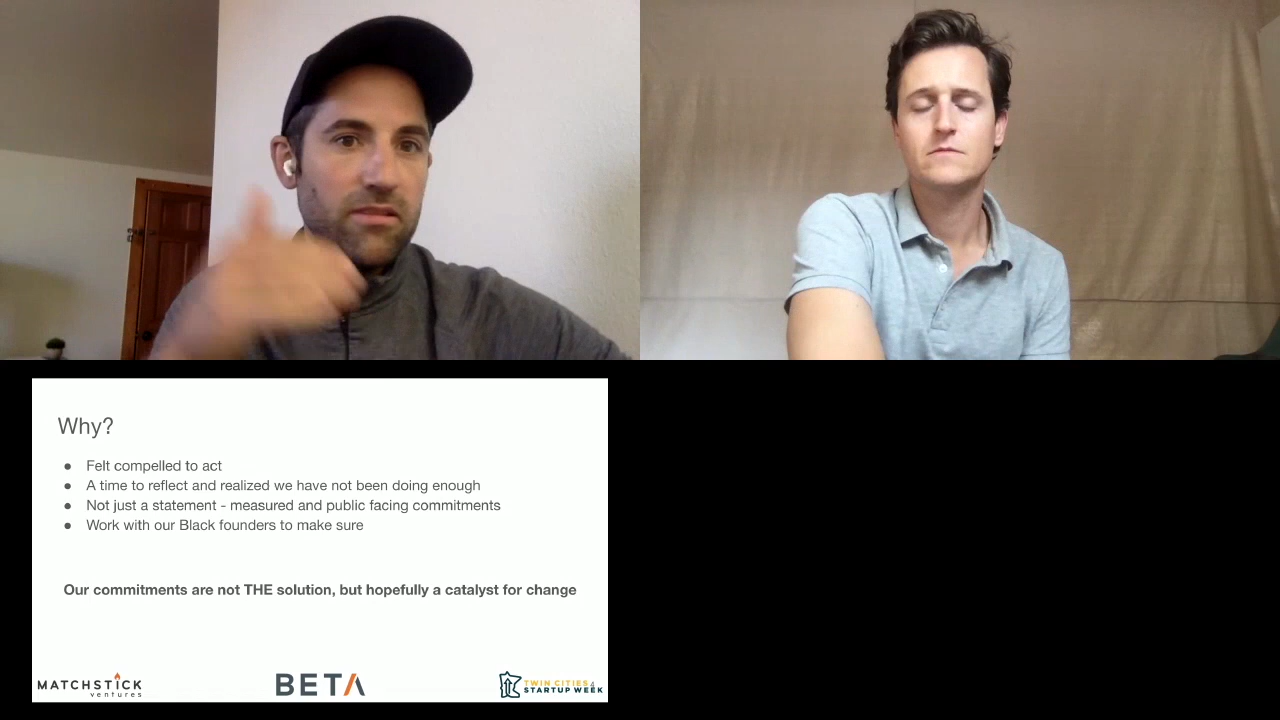 Why?
● Felt compelled to act
● A time to reflect and realized we have not been doing enough
● Not just a statement - measured and public facing commitments
● Work with our Black founders to make sure
Our commitments are not THE solution, but hopefully a catalyst for change
MATCHSTICK
ventures
BETA
TWIN CITIES
STARTUP WEEK